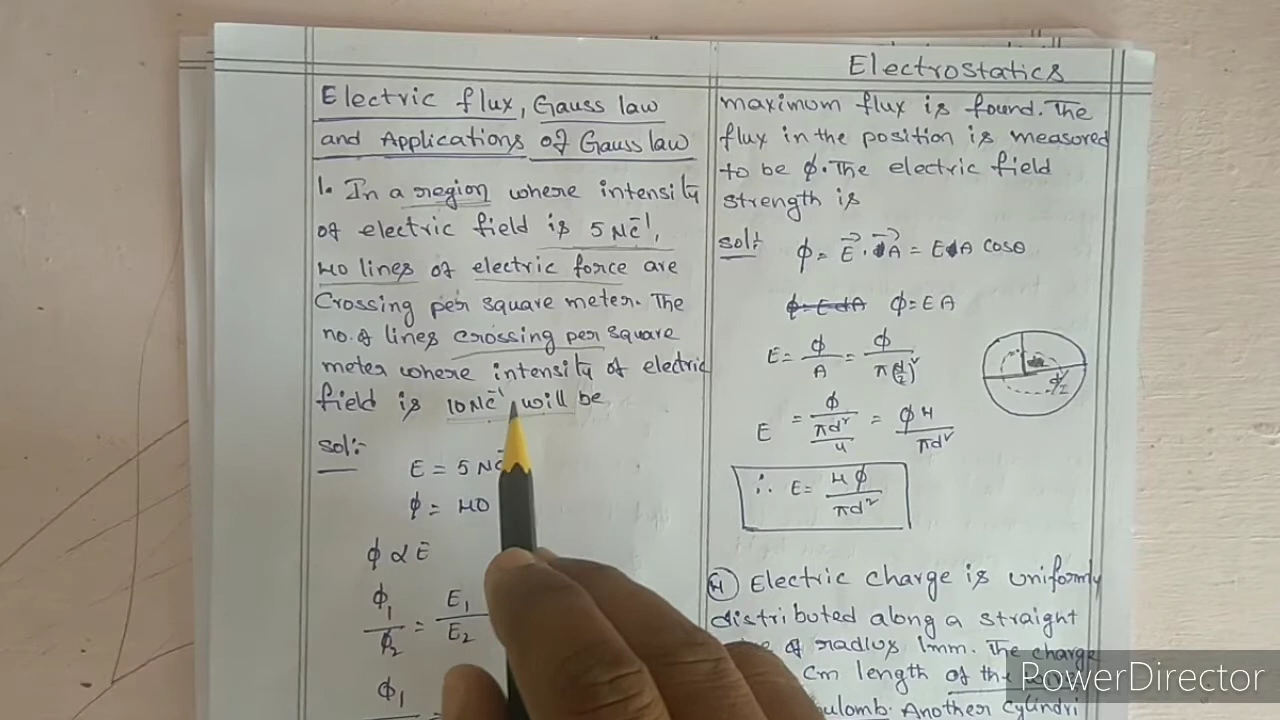 Electrostatics
Electric flux, Gauss law
and Applications of Gauss law
1. In a region where intensity
of electric field is 5 NC⁻¹,
40 lines of electric force are
Crossing per square meter. The
no. of lines crossing per square
meter where intensity of electric
field is 10NC⁻¹ will be
Sol:-
E = 5 NC
φ = 40
φ α E
φ₁/φ₂ = E₁/E₂
φ₁
maximum flux is found. The
flux in the position is measured
to be φ. The electric field
strength is
Sol:
φ = E⃗ · A⃗ = E A cosθ
φ = E dA φ = EA
E = φ/A = φ/π(d/2)²
d/2
E = φ/(πd²/4) = φ4/πd²
∴ E = 4φ/πd²
4 Electric charge is uniformly
distributed along a straight
of radius 1mm. The charge
cm length of the
Another cylindri
PowerDirector